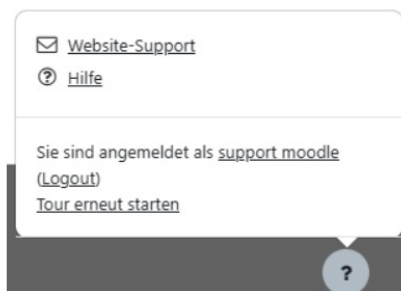 Website-Support
Hilfe
Sie sind angemeldet als support moodle
(Logout)
Tour erneut starten
?